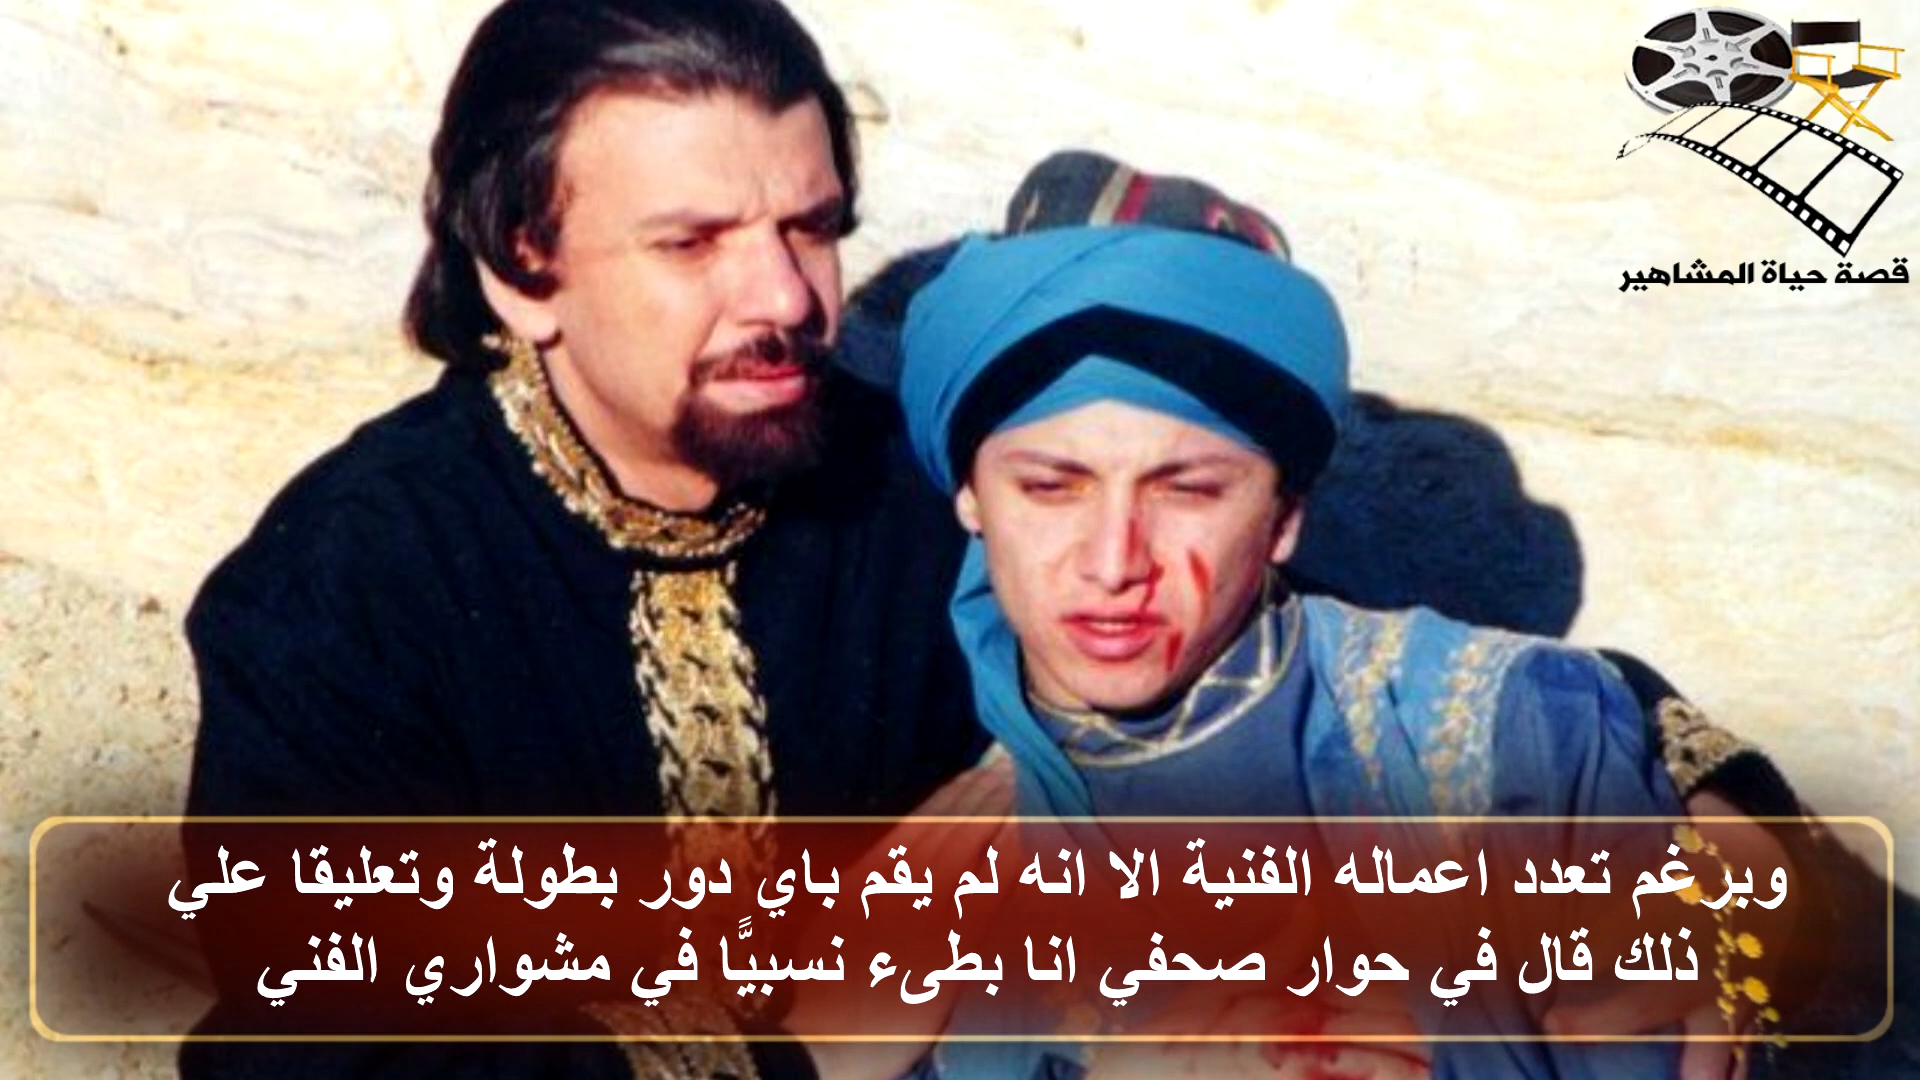 قصة حياة المشاهير
وبرغم تعدد اعماله الفنية الا انه لم يقم باي دور بطولة وتعليقا علي
ذلك قال في حوار صحفي انا بطىء نسبيًّا في مشواري الفني